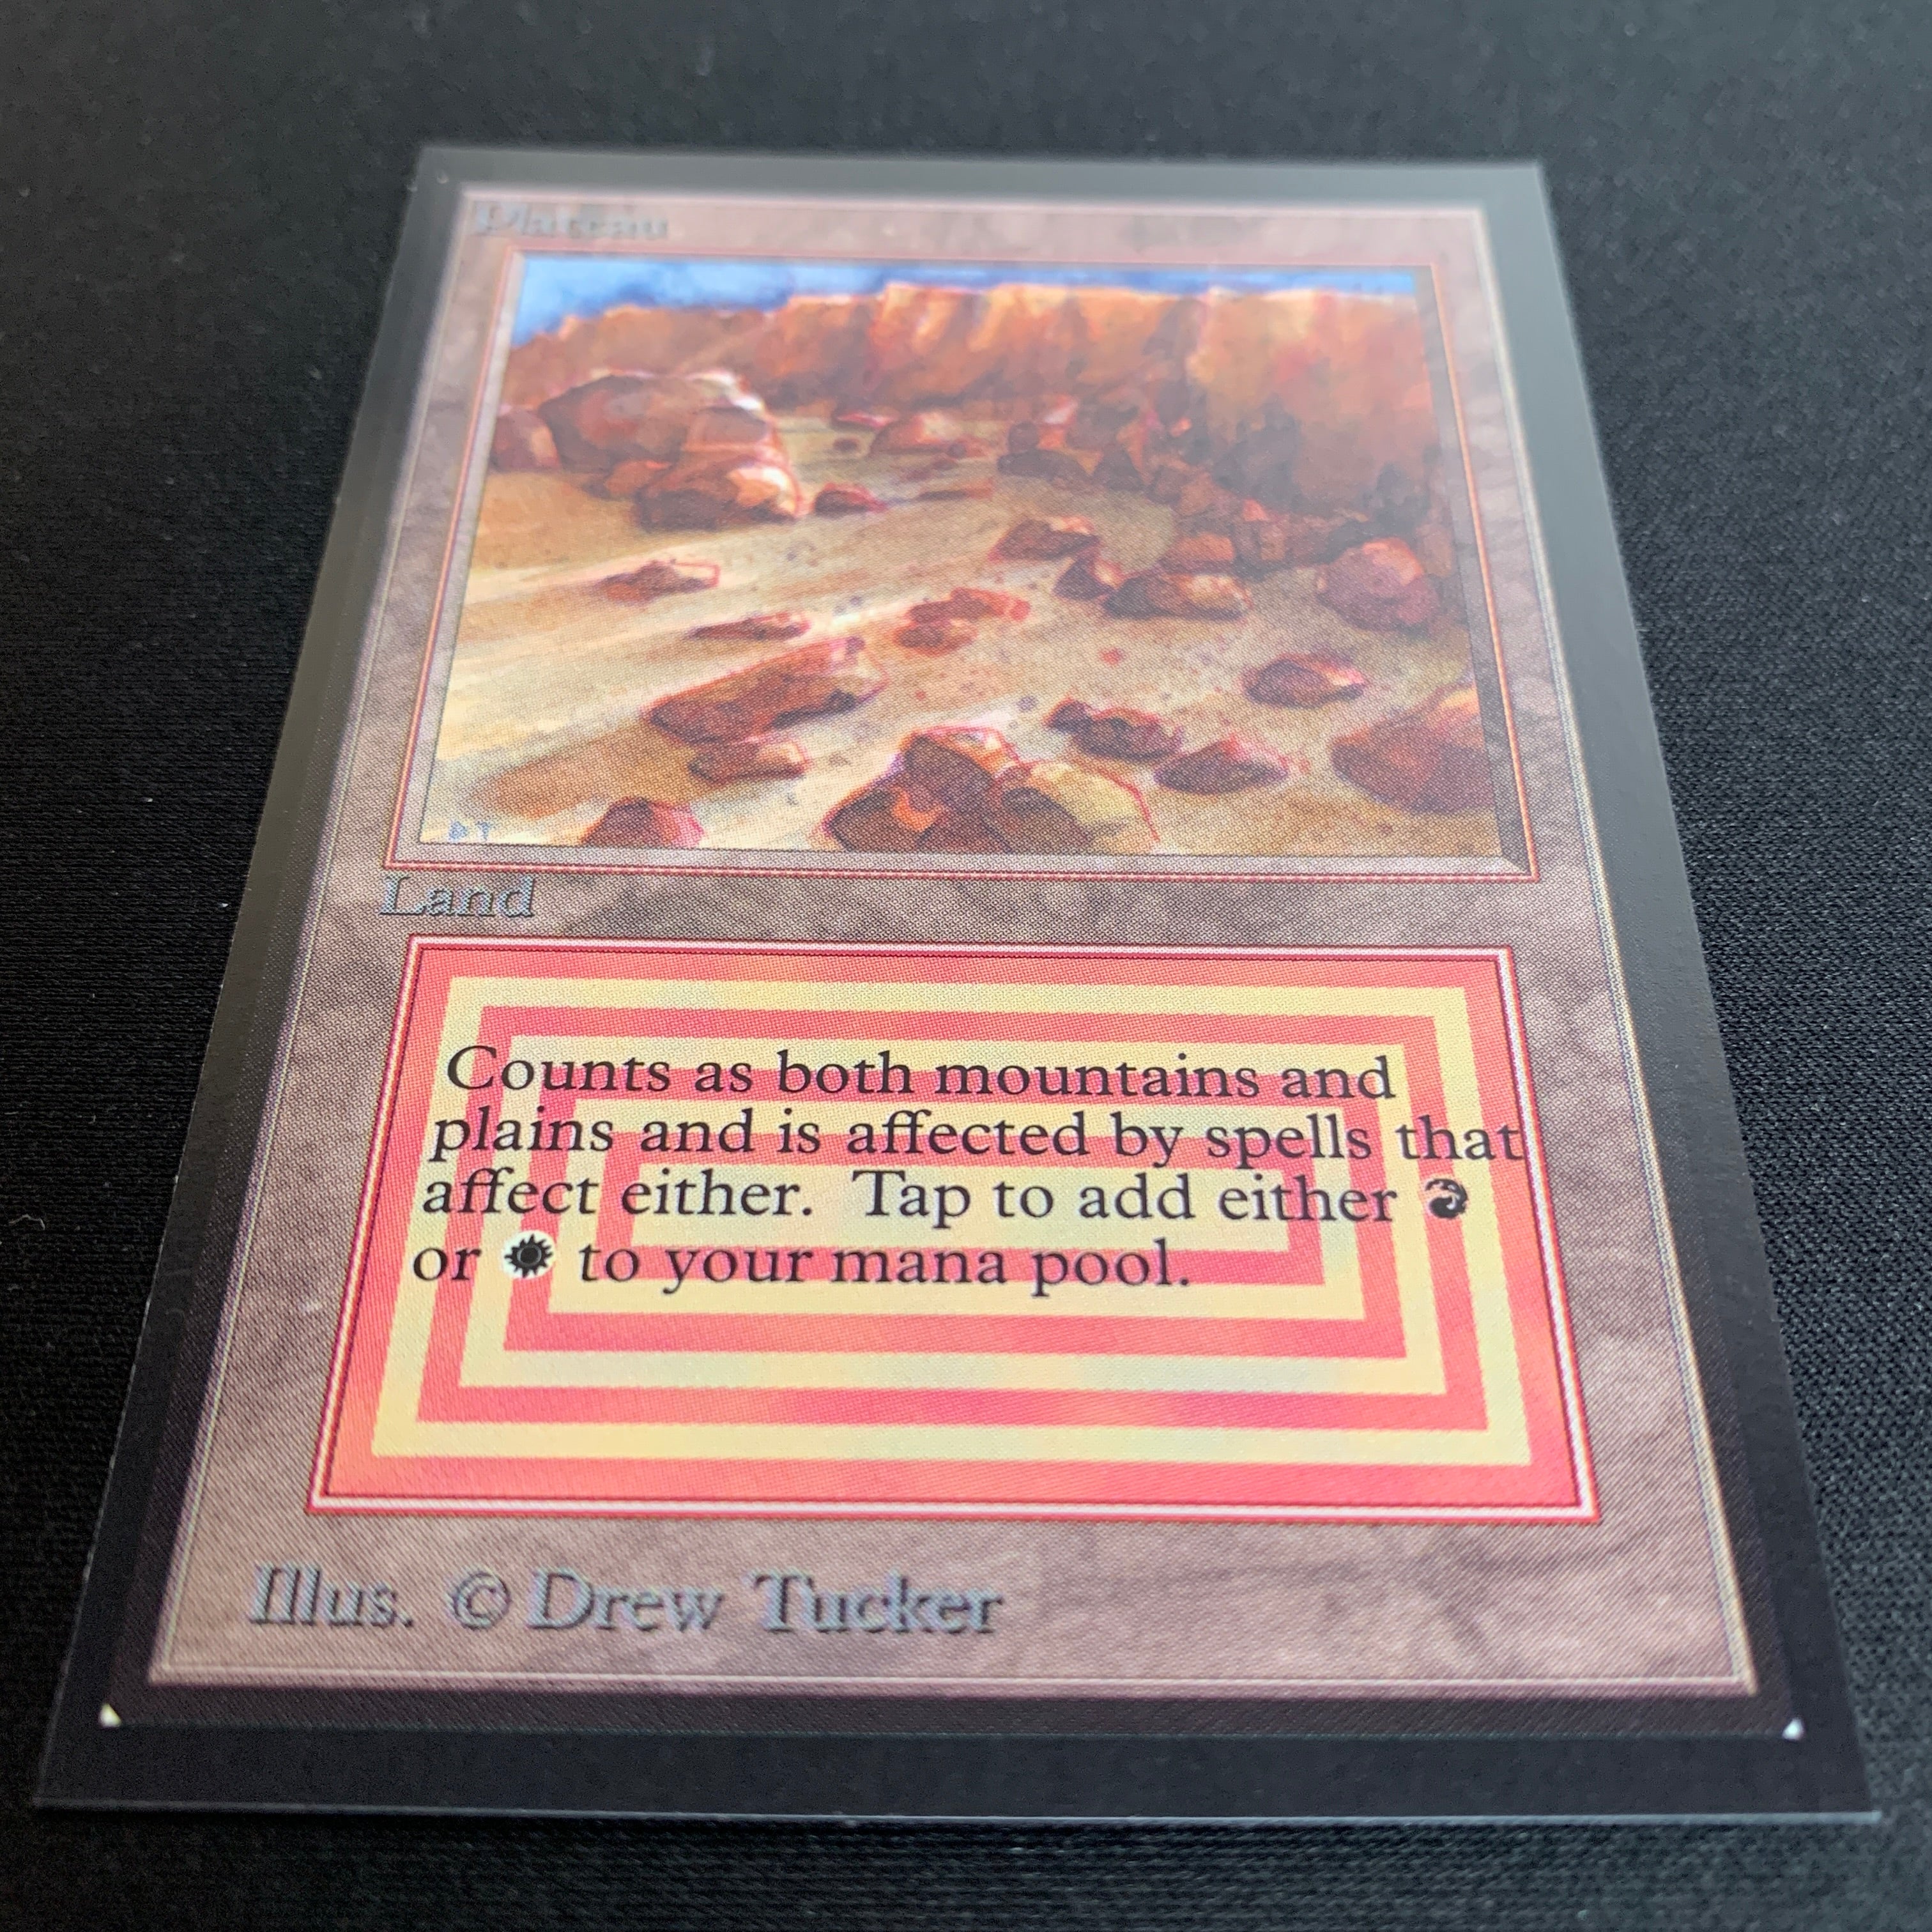 Plateau
DT
Land
Counts as both mountains and
plains and is affected by spells that
affect either. Tap to add either
or to your mana pool.
Illus. © Drew Tucker